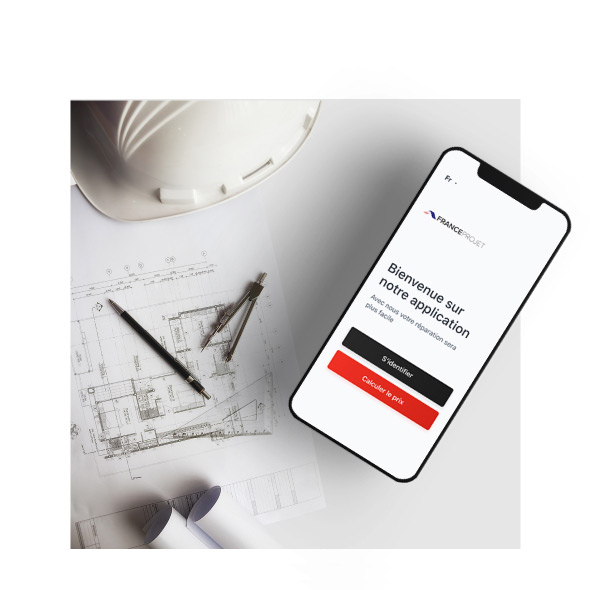 Fr
FRANCEPROJET
Bienvenue sur
notre application
Avec nous votre réparation sera
plus facile
S'identifier
Calculer le prix